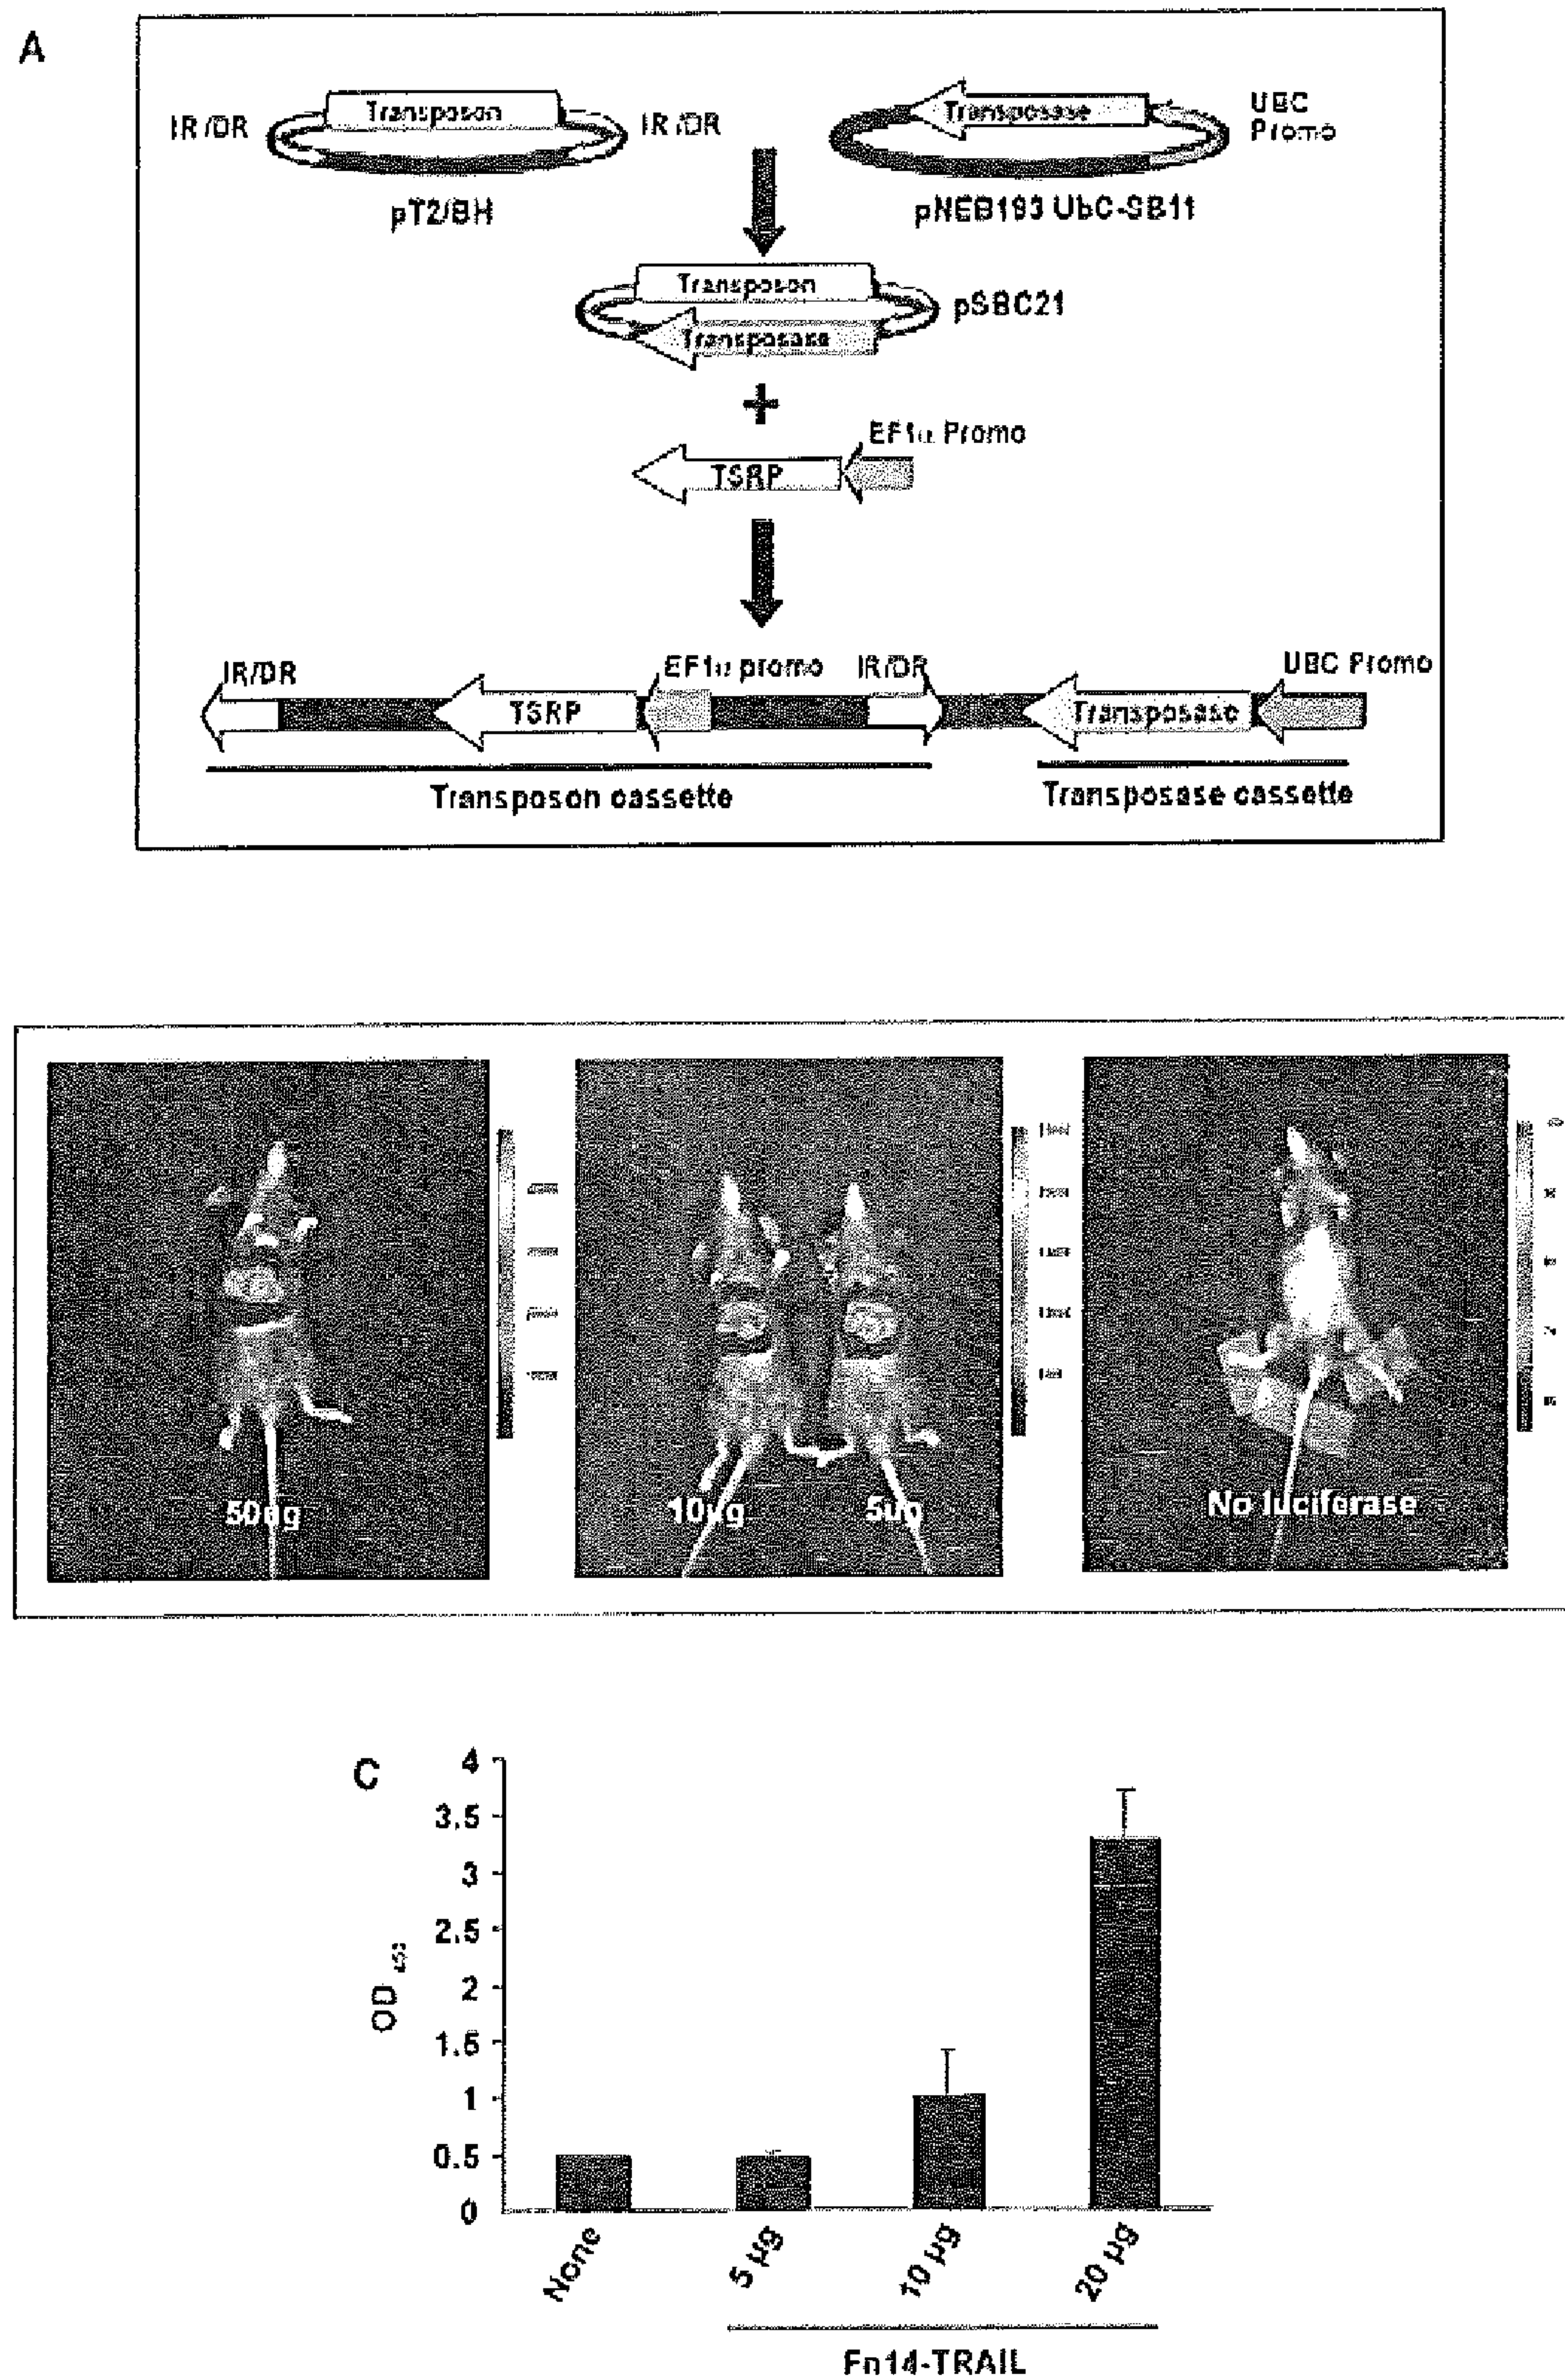 A
Transposon
Transposase
UBC
Promo
IR/DR
IR/DR
pT2/BH
pNEB193 UbC-SB11
Transposon
pSBC21
Transposase
+
EF1α Promo
TSRP
IR/DR
EF1α promo
IR/DR
UBC Promo
TSRP
Transposase
Transposon cassette
Transposase cassette
50ug
10µg
5ug
No luciferase
C
4
3.5
3
2.5
2
1.5
1
0.5
0
OD
None
5 µg
10 µg
20 µg
Fn14-TRAIL